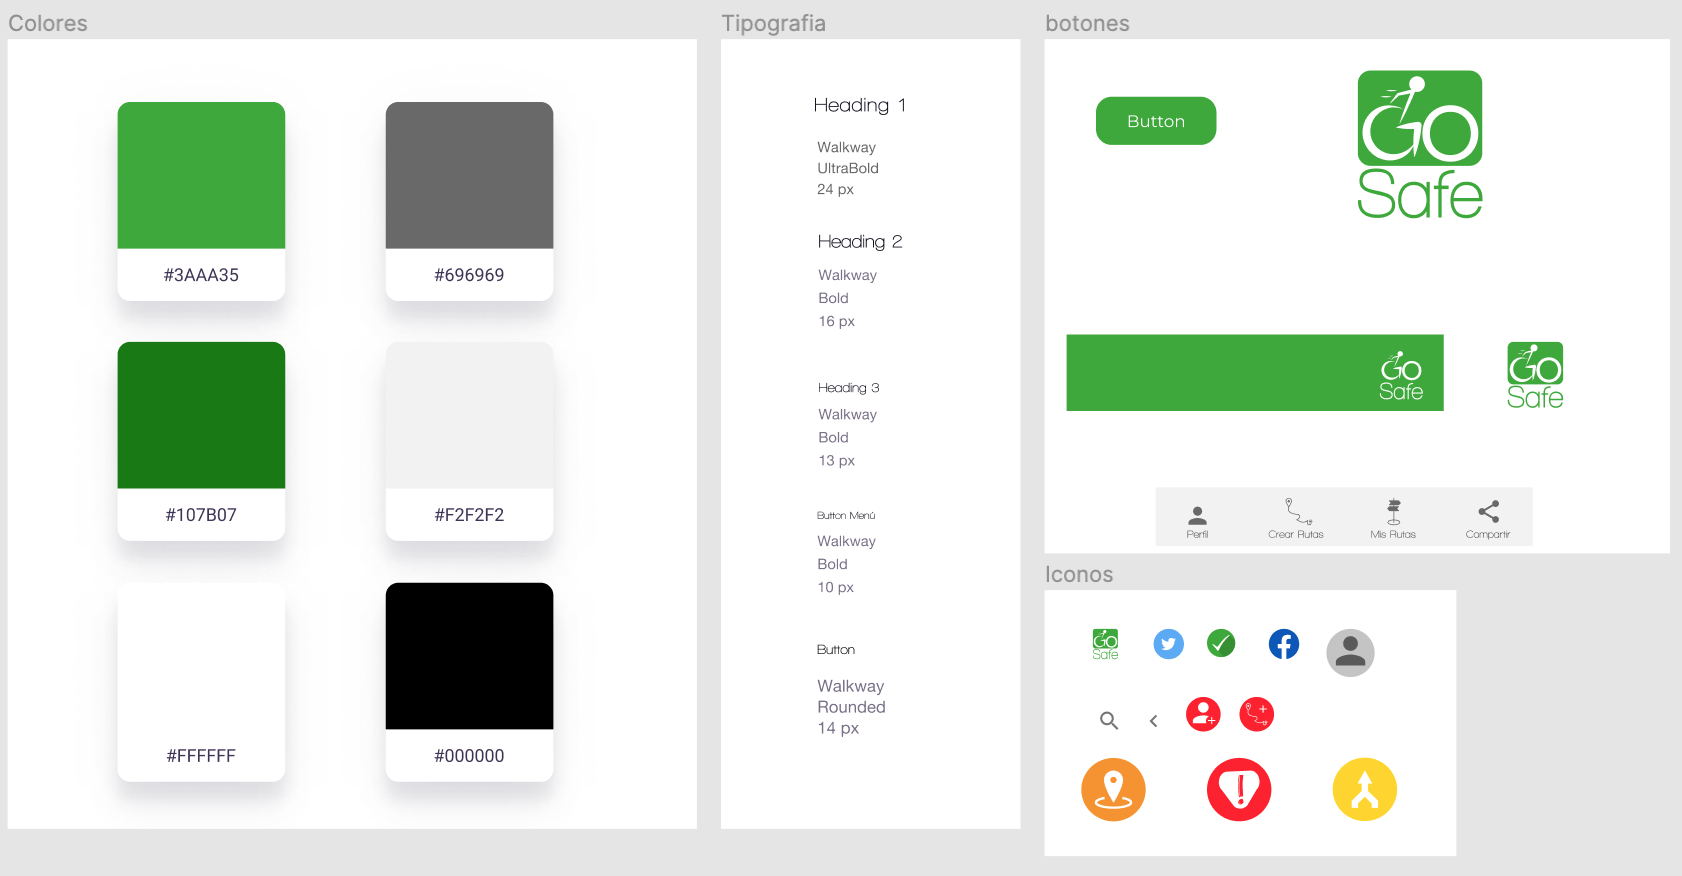 Colores
#3AAA35
#696969
#107B07
#F2F2F2
#FFFFFF
#000000
Tipografia
Heading 1
Walkway
UltraBold
24 px
Heading 2
Walkway
Bold
16 px
Heading 3
Walkway
Bold
13 px
Button Menú
Walkway
Bold
10 px
Button
Walkway
Rounded
14 px
botones
Button
Go
Safe
Go
Safe
Go
Safe
Perfil
Crear Rutas
Mis Rutas
Compartir
Iconos
Go
Safe